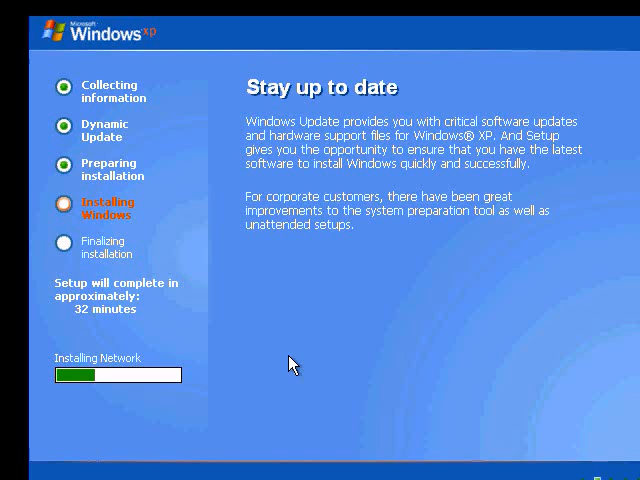 Microsoft
Windows xp
Collecting
information
Dynamic
Update
Preparing
installation
Installing
Windows
Finalizing
installation
Setup will complete in
approximately:
32 minutes
Installing Network
Stay up to date
Windows Update provides you with critical software updates
and hardware support files for Windows® XP. And Setup
gives you the opportunity to ensure that you have the latest
software to install Windows quickly and successfully.
For corporate customers, there have been great
improvements to the system preparation tool as well as
unattended setups.